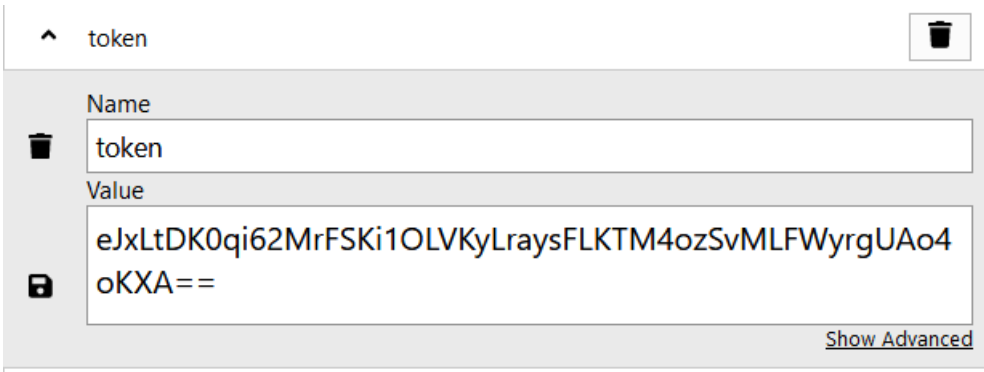 token
Name
token
Value
eJxLtDK0qi62MrFSKi1OLVKyLraysFLKTM4ozSvMLFWyrgUAo4
oKXA==
Show Advanced